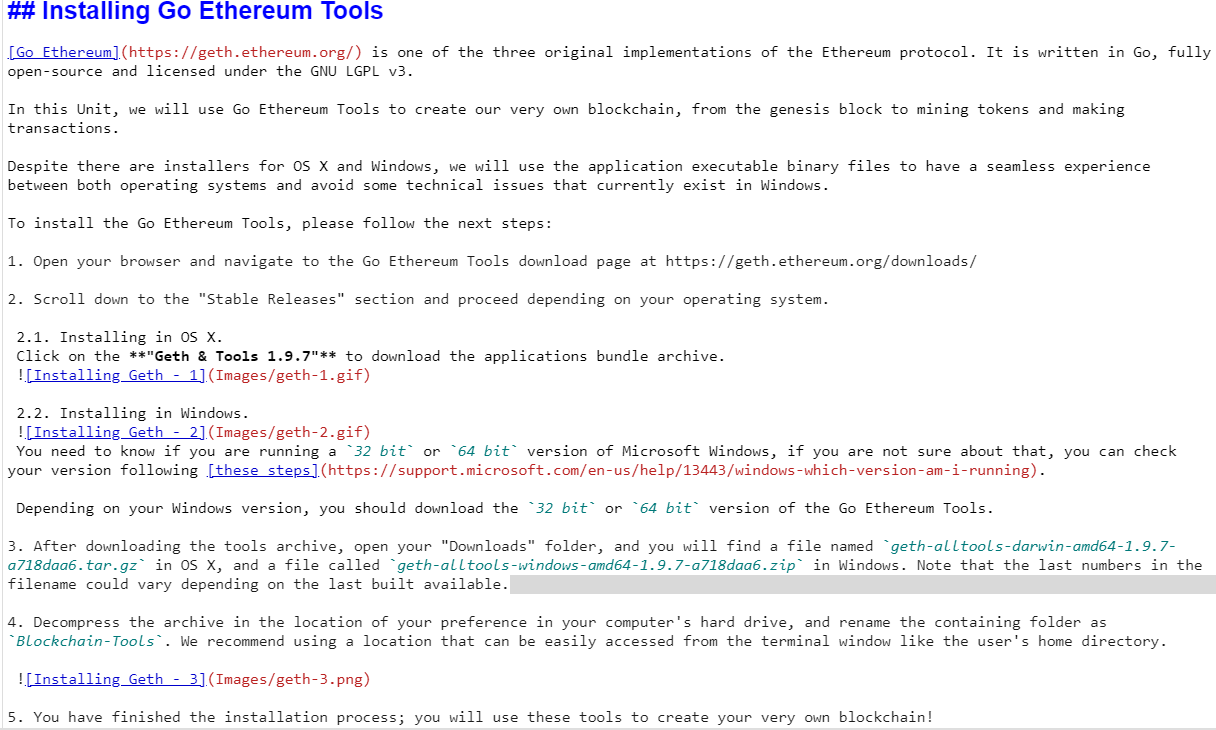 ## Installing Go Ethereum Tools
[Go Ethereum](https://geth.ethereum.org/) is one of the three original implementations of the Ethereum protocol. It is written in Go, fully
open-source and licensed under the GNU LGPL v3.
In this Unit, we will use Go Ethereum Tools to create our very own blockchain, from the genesis block to mining tokens and making
transactions.
Despite there are installers for OS X and Windows, we will use the application executable binary files to have a seamless experience
between both operating systems and avoid some technical issues that currently exist in Windows.
To install the Go Ethereum Tools, please follow the next steps:
1. Open your browser and navigate to the Go Ethereum Tools download page at https://geth.ethereum.org/downloads/
2. Scroll down to the "Stable Releases" section and proceed depending on your operating system.
2.1. Installing in OS X.
Click on the **"Geth & Tools 1.9.7"** to download the applications bundle archive.
![Installing Geth - 1](Images/geth-1.gif)
2.2. Installing in Windows.
![Installing Geth - 2](Images/geth-2.gif)
You need to know if you are running a `32 bit` or `64 bit` version of Microsoft Windows, if you are not sure about that, you can check
your version following [these steps](https://support.microsoft.com/en-us/help/13443/windows-which-version-am-i-running).
Depending on your Windows version, you should download the `32 bit` or `64 bit` version of the Go Ethereum Tools.
3. After downloading the tools archive, open your "Downloads" folder, and you will find a file named `geth-alltools-darwin-amd64-1.9.7-
a718daa6.tar.gz` in OS X, and a file called `geth-alltools-windows-amd64-1.9.7-a718daa6.zip` in Windows. Note that the last numbers in the
filename could vary depending on the last built available.
4. Decompress the archive in the location of your preference in your computer's hard drive, and rename the containing folder as
`Blockchain-Tools`. We recommend using a location that can be easily accessed from the terminal window like the user's home directory.
![Installing Geth - 3](Images/geth-3.png)
5. You have finished the installation process; you will use these tools to create your very own blockchain!